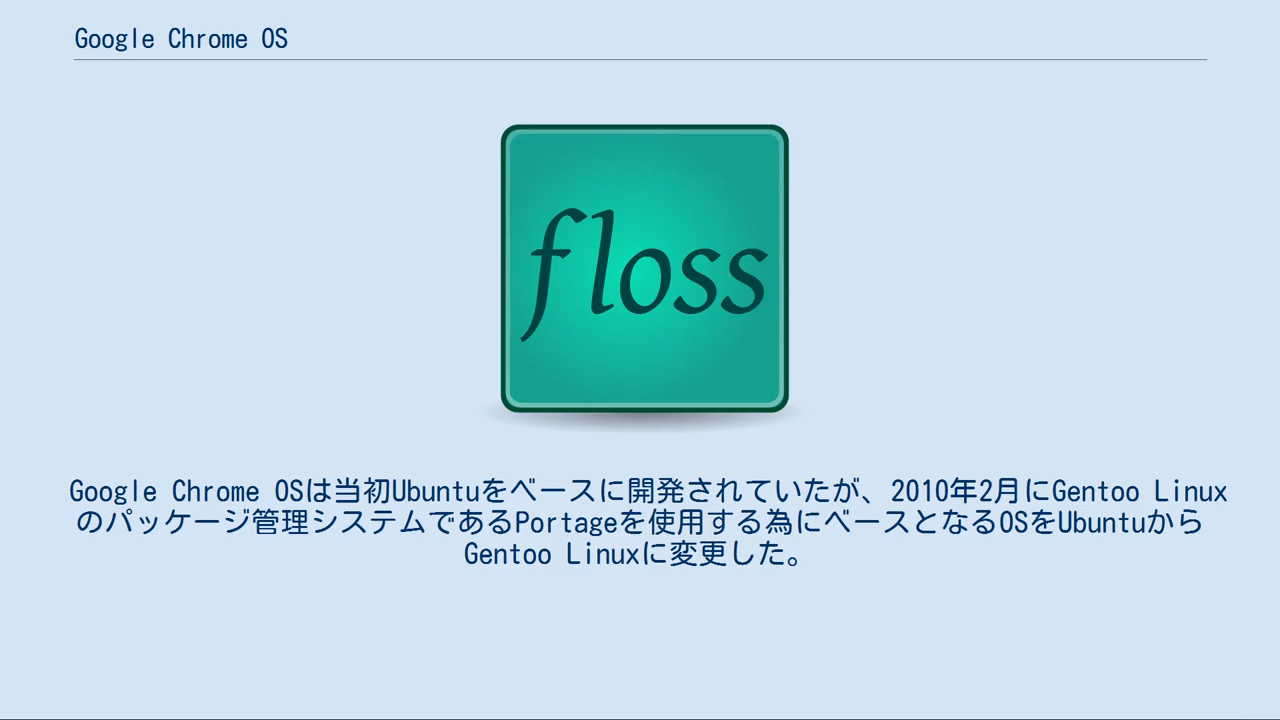 Google Chrome OS
floss
Google Chrome OSは当初Ubuntuをベースに開発されていたが、2010年2月にGentoo Linux
のパッケージ管理システムであるPortageを使用する為にベースとなるOSをUbuntuから
Gentoo Linuxに変更した。